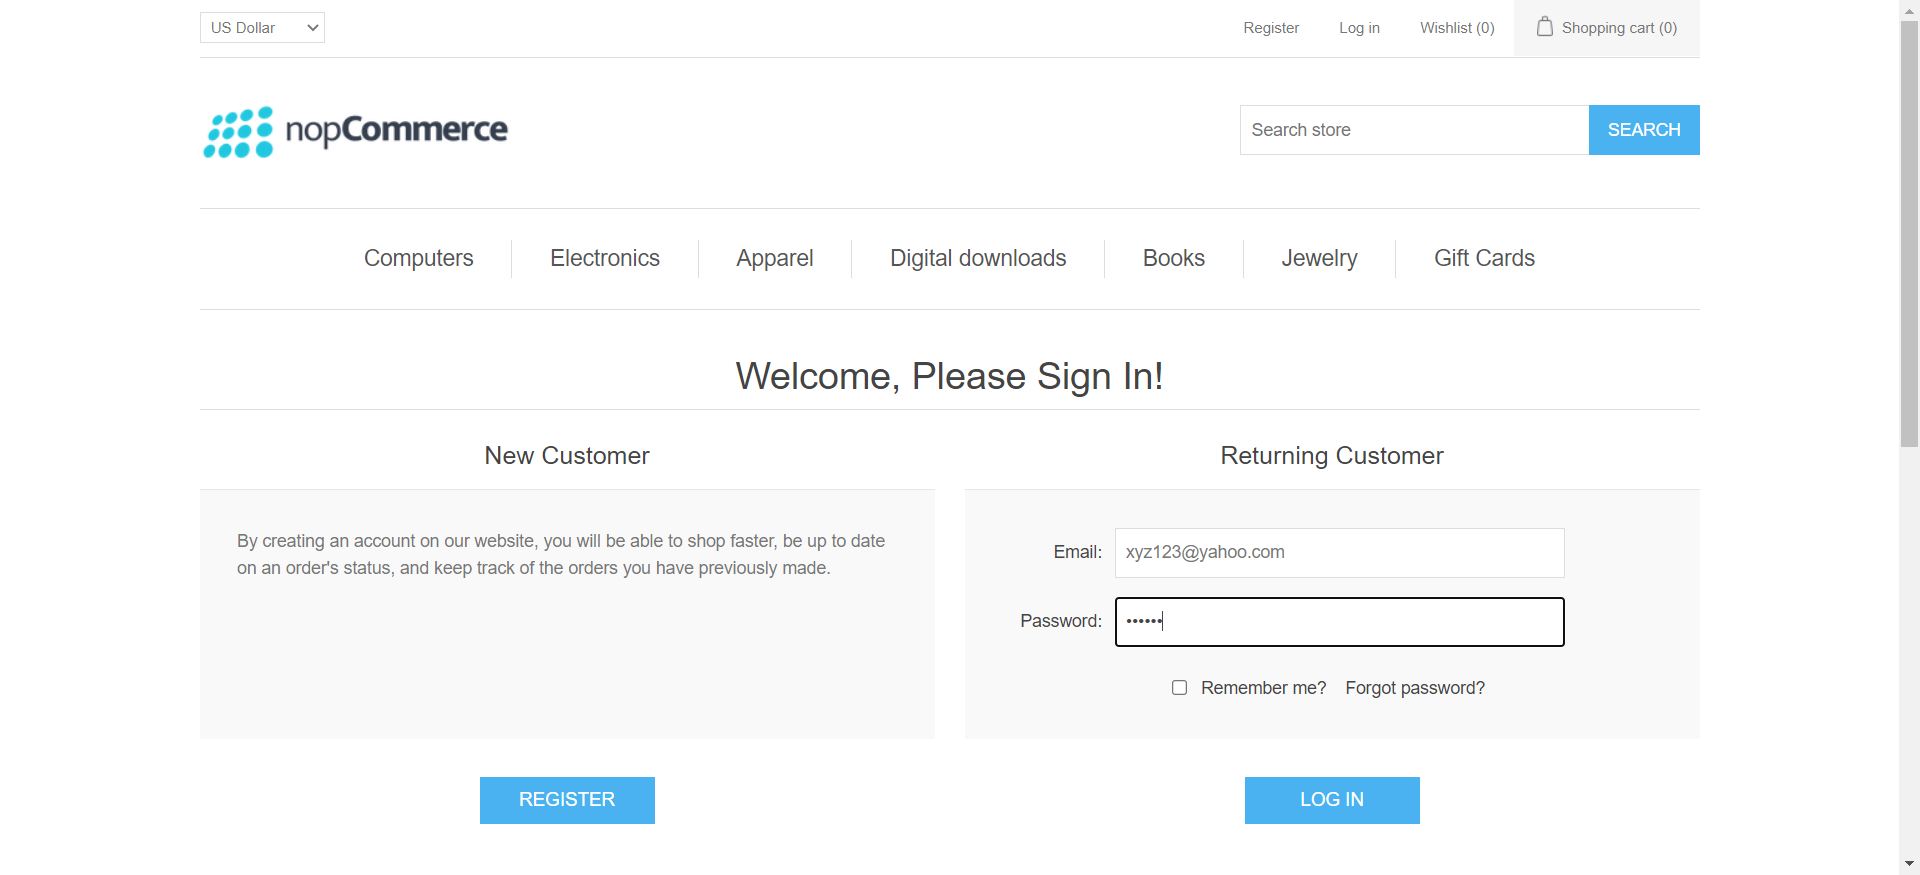 US Dollar
Register
Log in
Wishlist (0)
Shopping cart (0)
nopCommerce
Search store
SEARCH
Computers
Electronics
Apparel
Digital downloads
Books
Jewelry
Gift Cards
Welcome, Please Sign In!
New Customer
By creating an account on our website, you will be able to shop faster, be up to date
on an order's status, and keep track of the orders you have previously made.
REGISTER
Returning Customer
Email: xyz123@yahoo.com
Password: ••••••
Remember me? Forgot password?
LOG IN